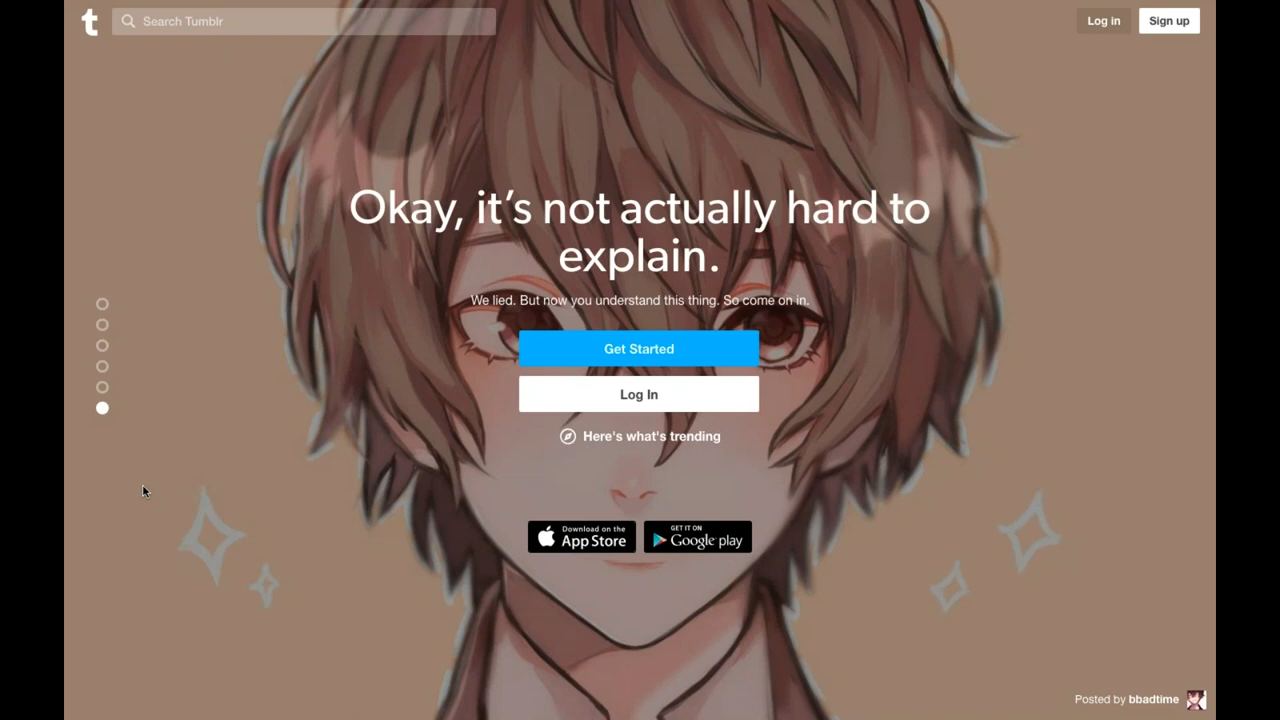 Search Tumblr
Log in
Sign up
Okay, it's not actually hard to
explain.
We lied. But now you understand this thing. So come on in.
Get Started
Log In
Here's what's trending
Download on the
App Store
GET IT ON
Google play
Posted by bbadtime